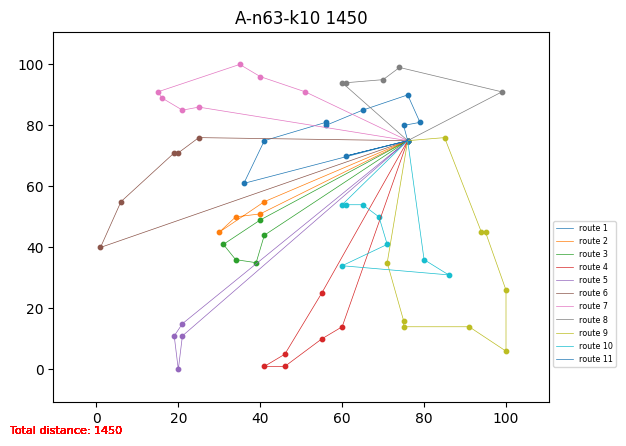 A-n63-k10 1450
100
80
60
40
20
0
0
20
40
60
80
100
route 1
route 2
route 3
route 4
route 5
route 6
route 7
route 8
route 9
route 10
route 11
Total distance: 1450